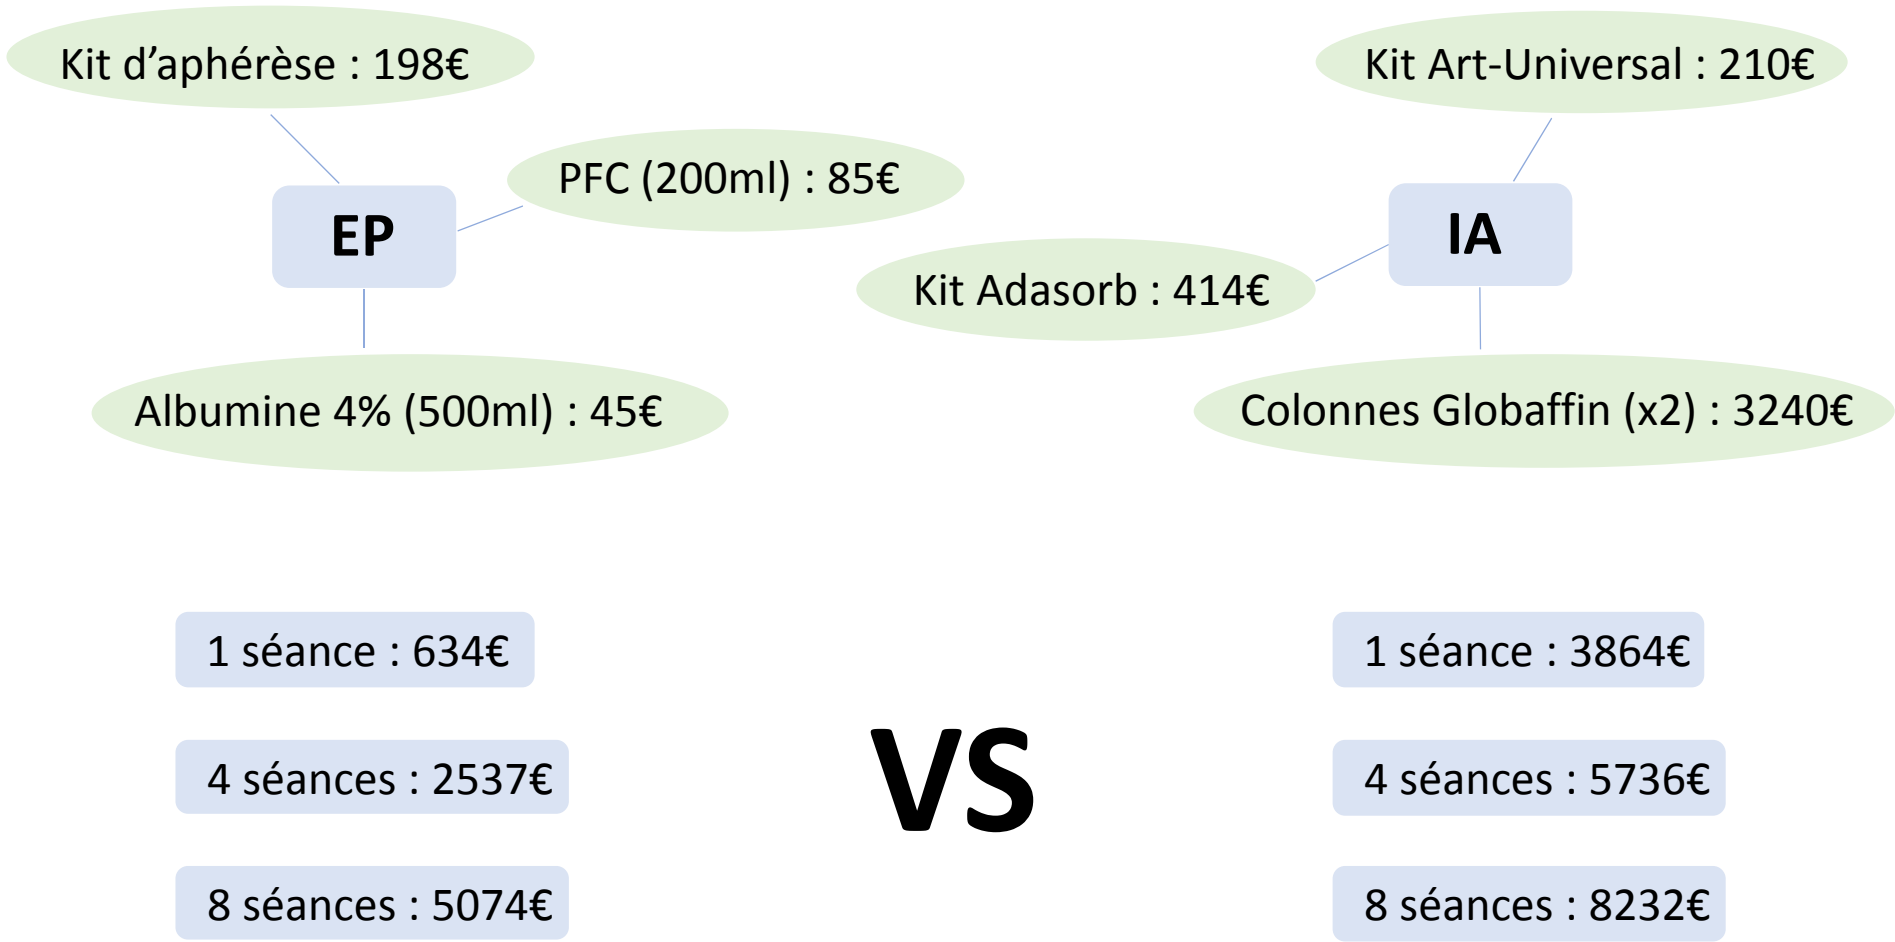 Kit d’aphérèse : 198€
PFC (200ml) : 85€
EP
Albumine 4% (500ml) : 45€
Kit Art-Universal : 210€
IA
Kit Adasorb : 414€
Colonnes Globaffin (x2) : 3240€
1 séance : 634€
4 séances : 2537€
8 séances : 5074€
VS
1 séance : 3864€
4 séances : 5736€
8 séances : 8232€